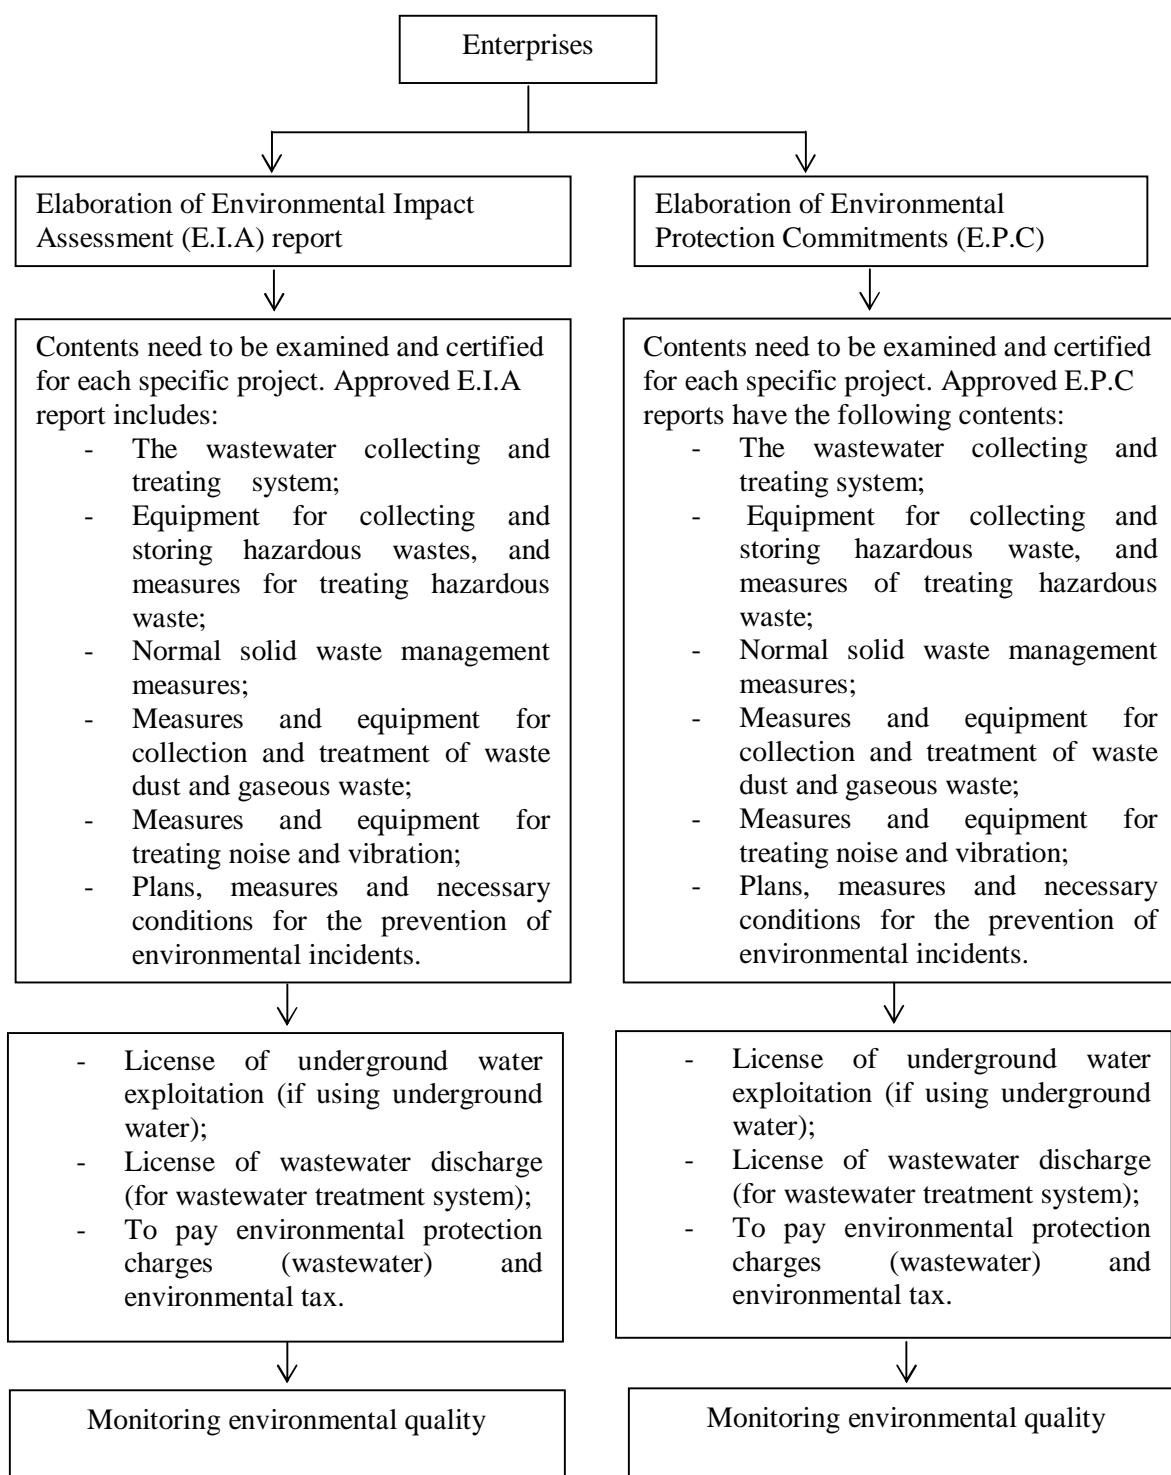 Enterprises
Elaboration of Environmental Impact
Assessment (E.I.A) report
Elaboration of Environmental
Protection Commitments (E.P.C)
Contents need to be examined and certified
for each specific project. Approved E.I.A
report includes:
- The wastewater collecting and
treating system;
- Equipment for collecting and
storing hazardous wastes, and
measures for treating hazardous
waste;
- Normal solid waste management
measures;
- Measures and equipment for
collection and treatment of waste
dust and gaseous waste;
- Measures and equipment for
treating noise and vibration;
- Plans, measures and necessary
conditions for the prevention of
environmental incidents.
Contents need to be examined and certified
for each specific project. Approved E.P.C
reports have the following contents:
- The wastewater collecting and
treating system;
- Equipment for collecting and
storing hazardous waste, and
measures of treating hazardous
waste;
- Normal solid waste management
measures;
- Measures and equipment for
collection and treatment of waste
dust and gaseous waste;
- Measures and equipment for
treating noise and vibration;
- Plans, measures and necessary
conditions for the prevention of
environmental incidents.
- License of underground water
exploitation (if using underground
water);
- License of wastewater discharge
(for wastewater treatment system);
- To pay environmental protection
charges (wastewater) and
environmental tax.
- License of underground water
exploitation (if using underground
water);
- License of wastewater discharge
(for wastewater treatment system);
- To pay environmental protection
charges (wastewater) and
environmental tax.
Monitoring environmental quality
Monitoring environmental quality